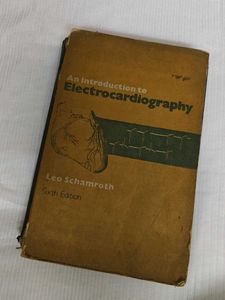 An Introduction to
Electrocardiography
Leo Schamroth
Sixth Edition